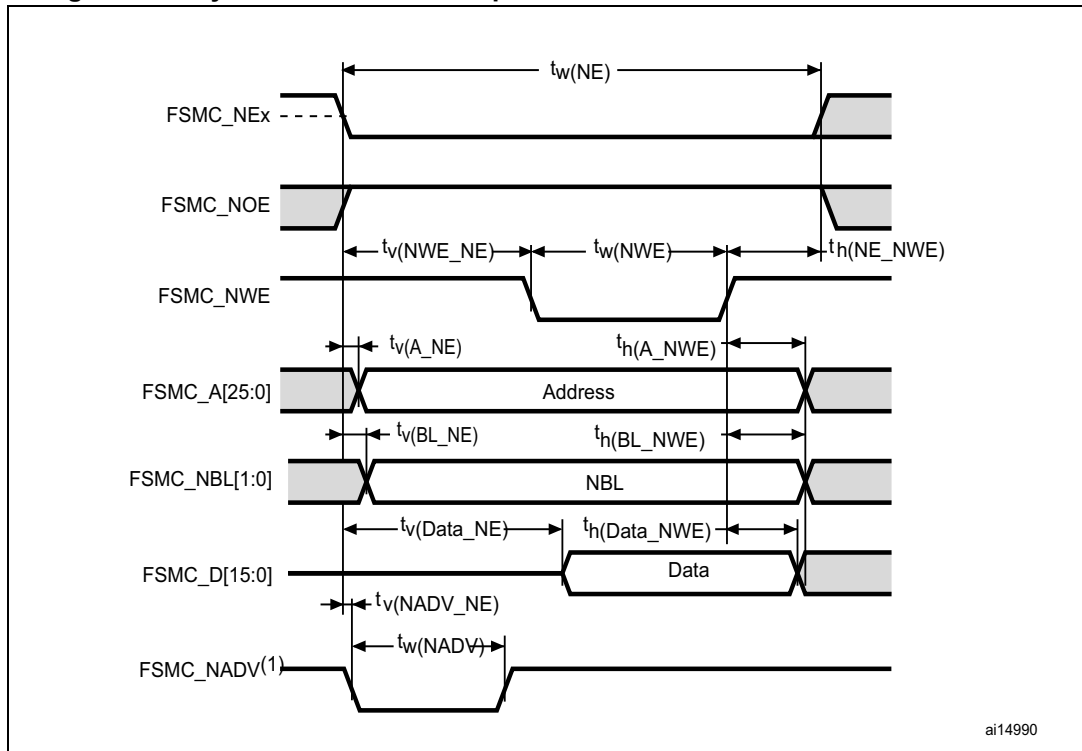 tw(NE)
FSMC_NEx
FSMC_NOE
tv(NWE_NE) tw(NWE) th(NE_NWE)
FSMC_NWE
tv(A_NE) th(A_NWE)
FSMC_A[25:0] Address
tv(BL_NE) th(BL_NWE)
FSMC_NBL[1:0] NBL
tv(Data_NE) th(Data_NWE)
FSMC_D[15:0] Data
tv(NADV_NE)
tw(NADV)
FSMC_NADV(1)
ai14990